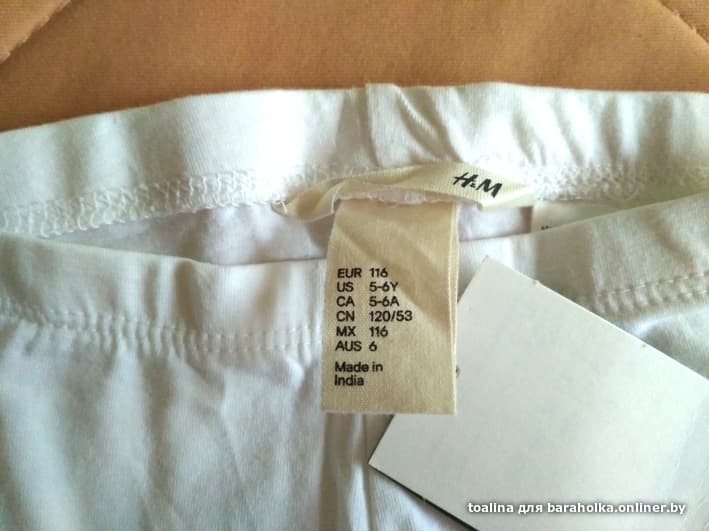 H&M
EUR 116
US 5-6Y
CA 5-6A
CN 120/53
MX 116
AUS 6
Made in
India
toalina для baraholka.onliner.by